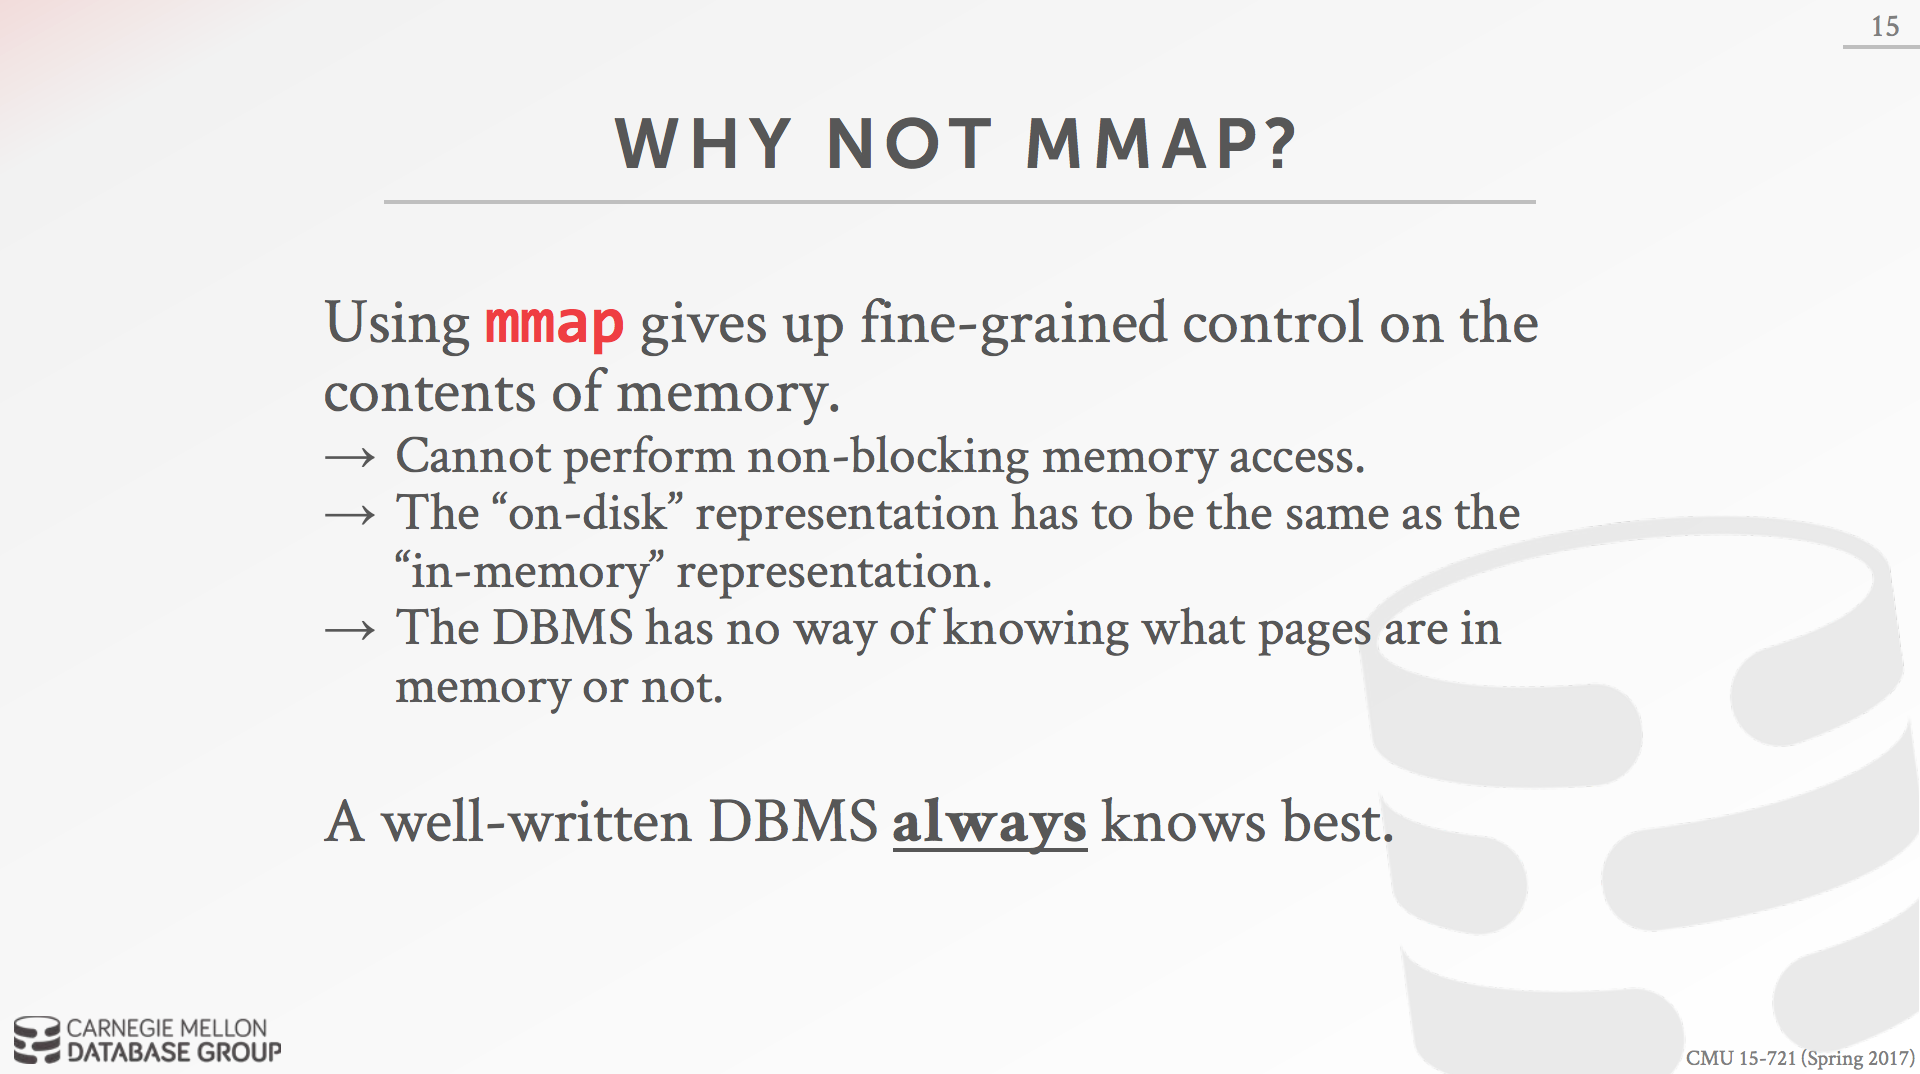 15
WHY NOT MMAP?
Using mmap gives up fine-grained control on the
contents of memory.
→ Cannot perform non-blocking memory access.
→ The “on-disk” representation has to be the same as the
“in-memory” representation.
→ The DBMS has no way of knowing what pages are in
memory or not.
A well-written DBMS always knows best.
CARNEGIE MELLON
DATABASE GROUP
CMU 15-721 (Spring 2017)